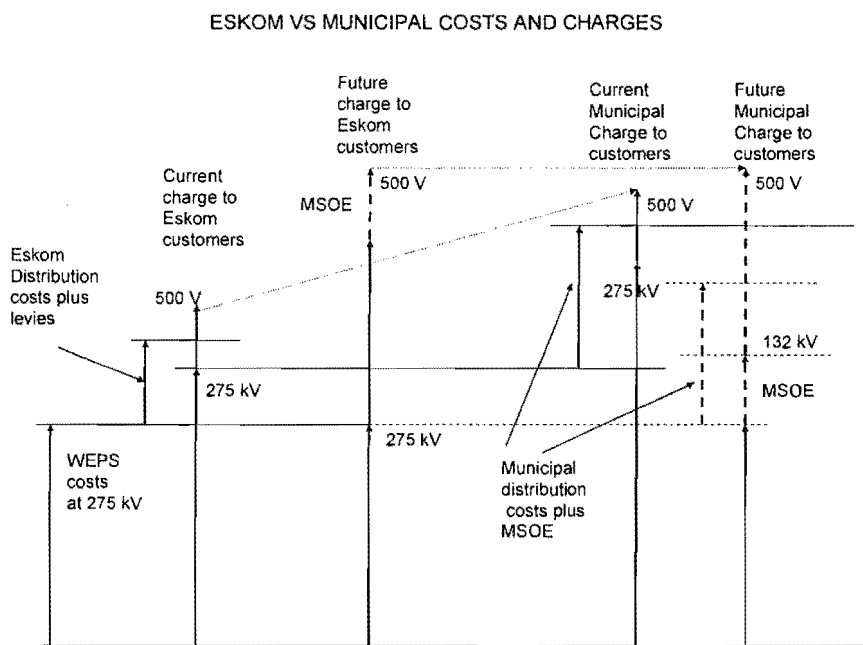 ESKOM VS MUNICIPAL COSTS AND CHARGES
Future
charge to
Eskom
customers
Current
Municipal
Charge to
customers
Future
Municipal
Charge to
customers
Current
charge to
Eskom
customers
500 V
MSOE
500 V
500 V
Eskom
Distribution
costs plus
levies
500 V
275 kV
132 kV
275 kV
MSOE
275 kV
WEPS
costs
at 275 kV
Municipal
distribution
costs plus
MSOE